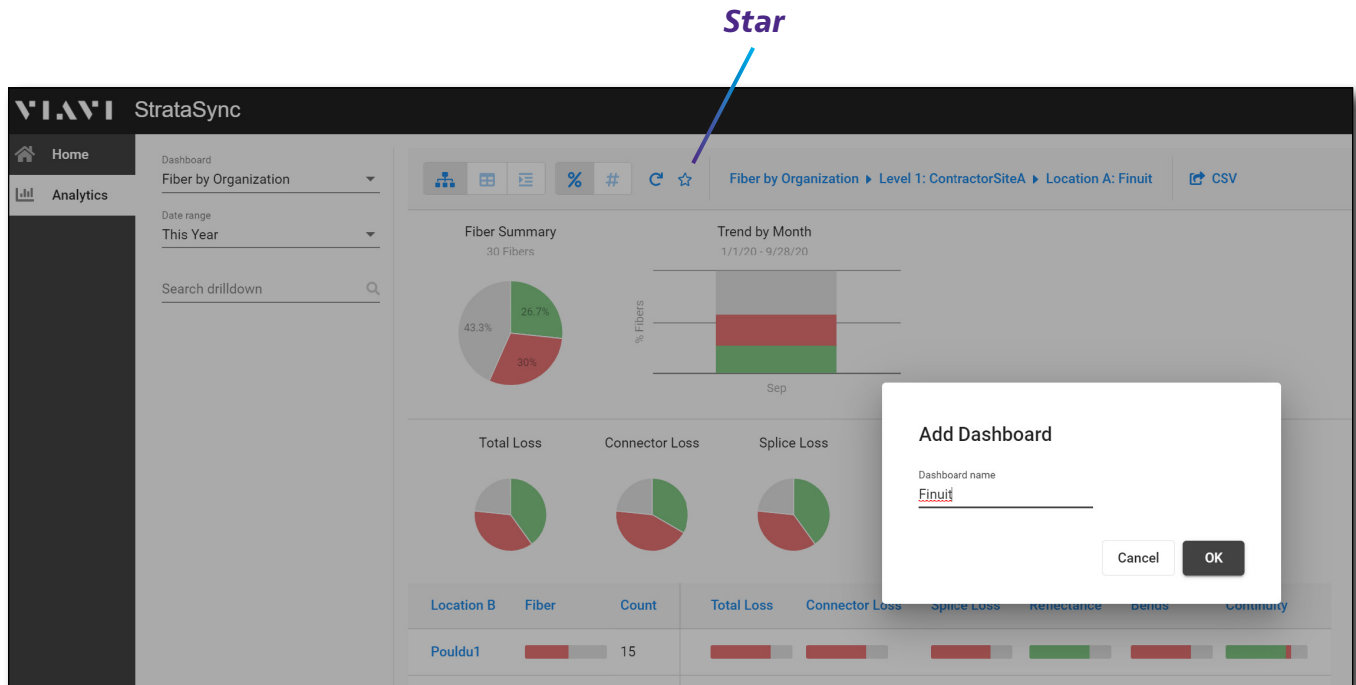 Star
VIAVI StrataSync
Home
Analytics
Dashboard
Fiber by Organization
Date range
This Year
Search drilldown
% # Fiber by Organization Level 1: ContractorSiteA Location A: Finuit CSV
Fiber Summary
30 Fibers
43.3%
26.7%
30%
Trend by Month
1/1/20 - 9/28/20
% Fibers
Sep
Total Loss Connector Loss Splice Loss
Add Dashboard
Dashboard name
Finuit
Cancel OK
Location B Fiber Count Total Loss Connector Loss Splice Loss Reflectance Bends Continuity
Pouldu1 15